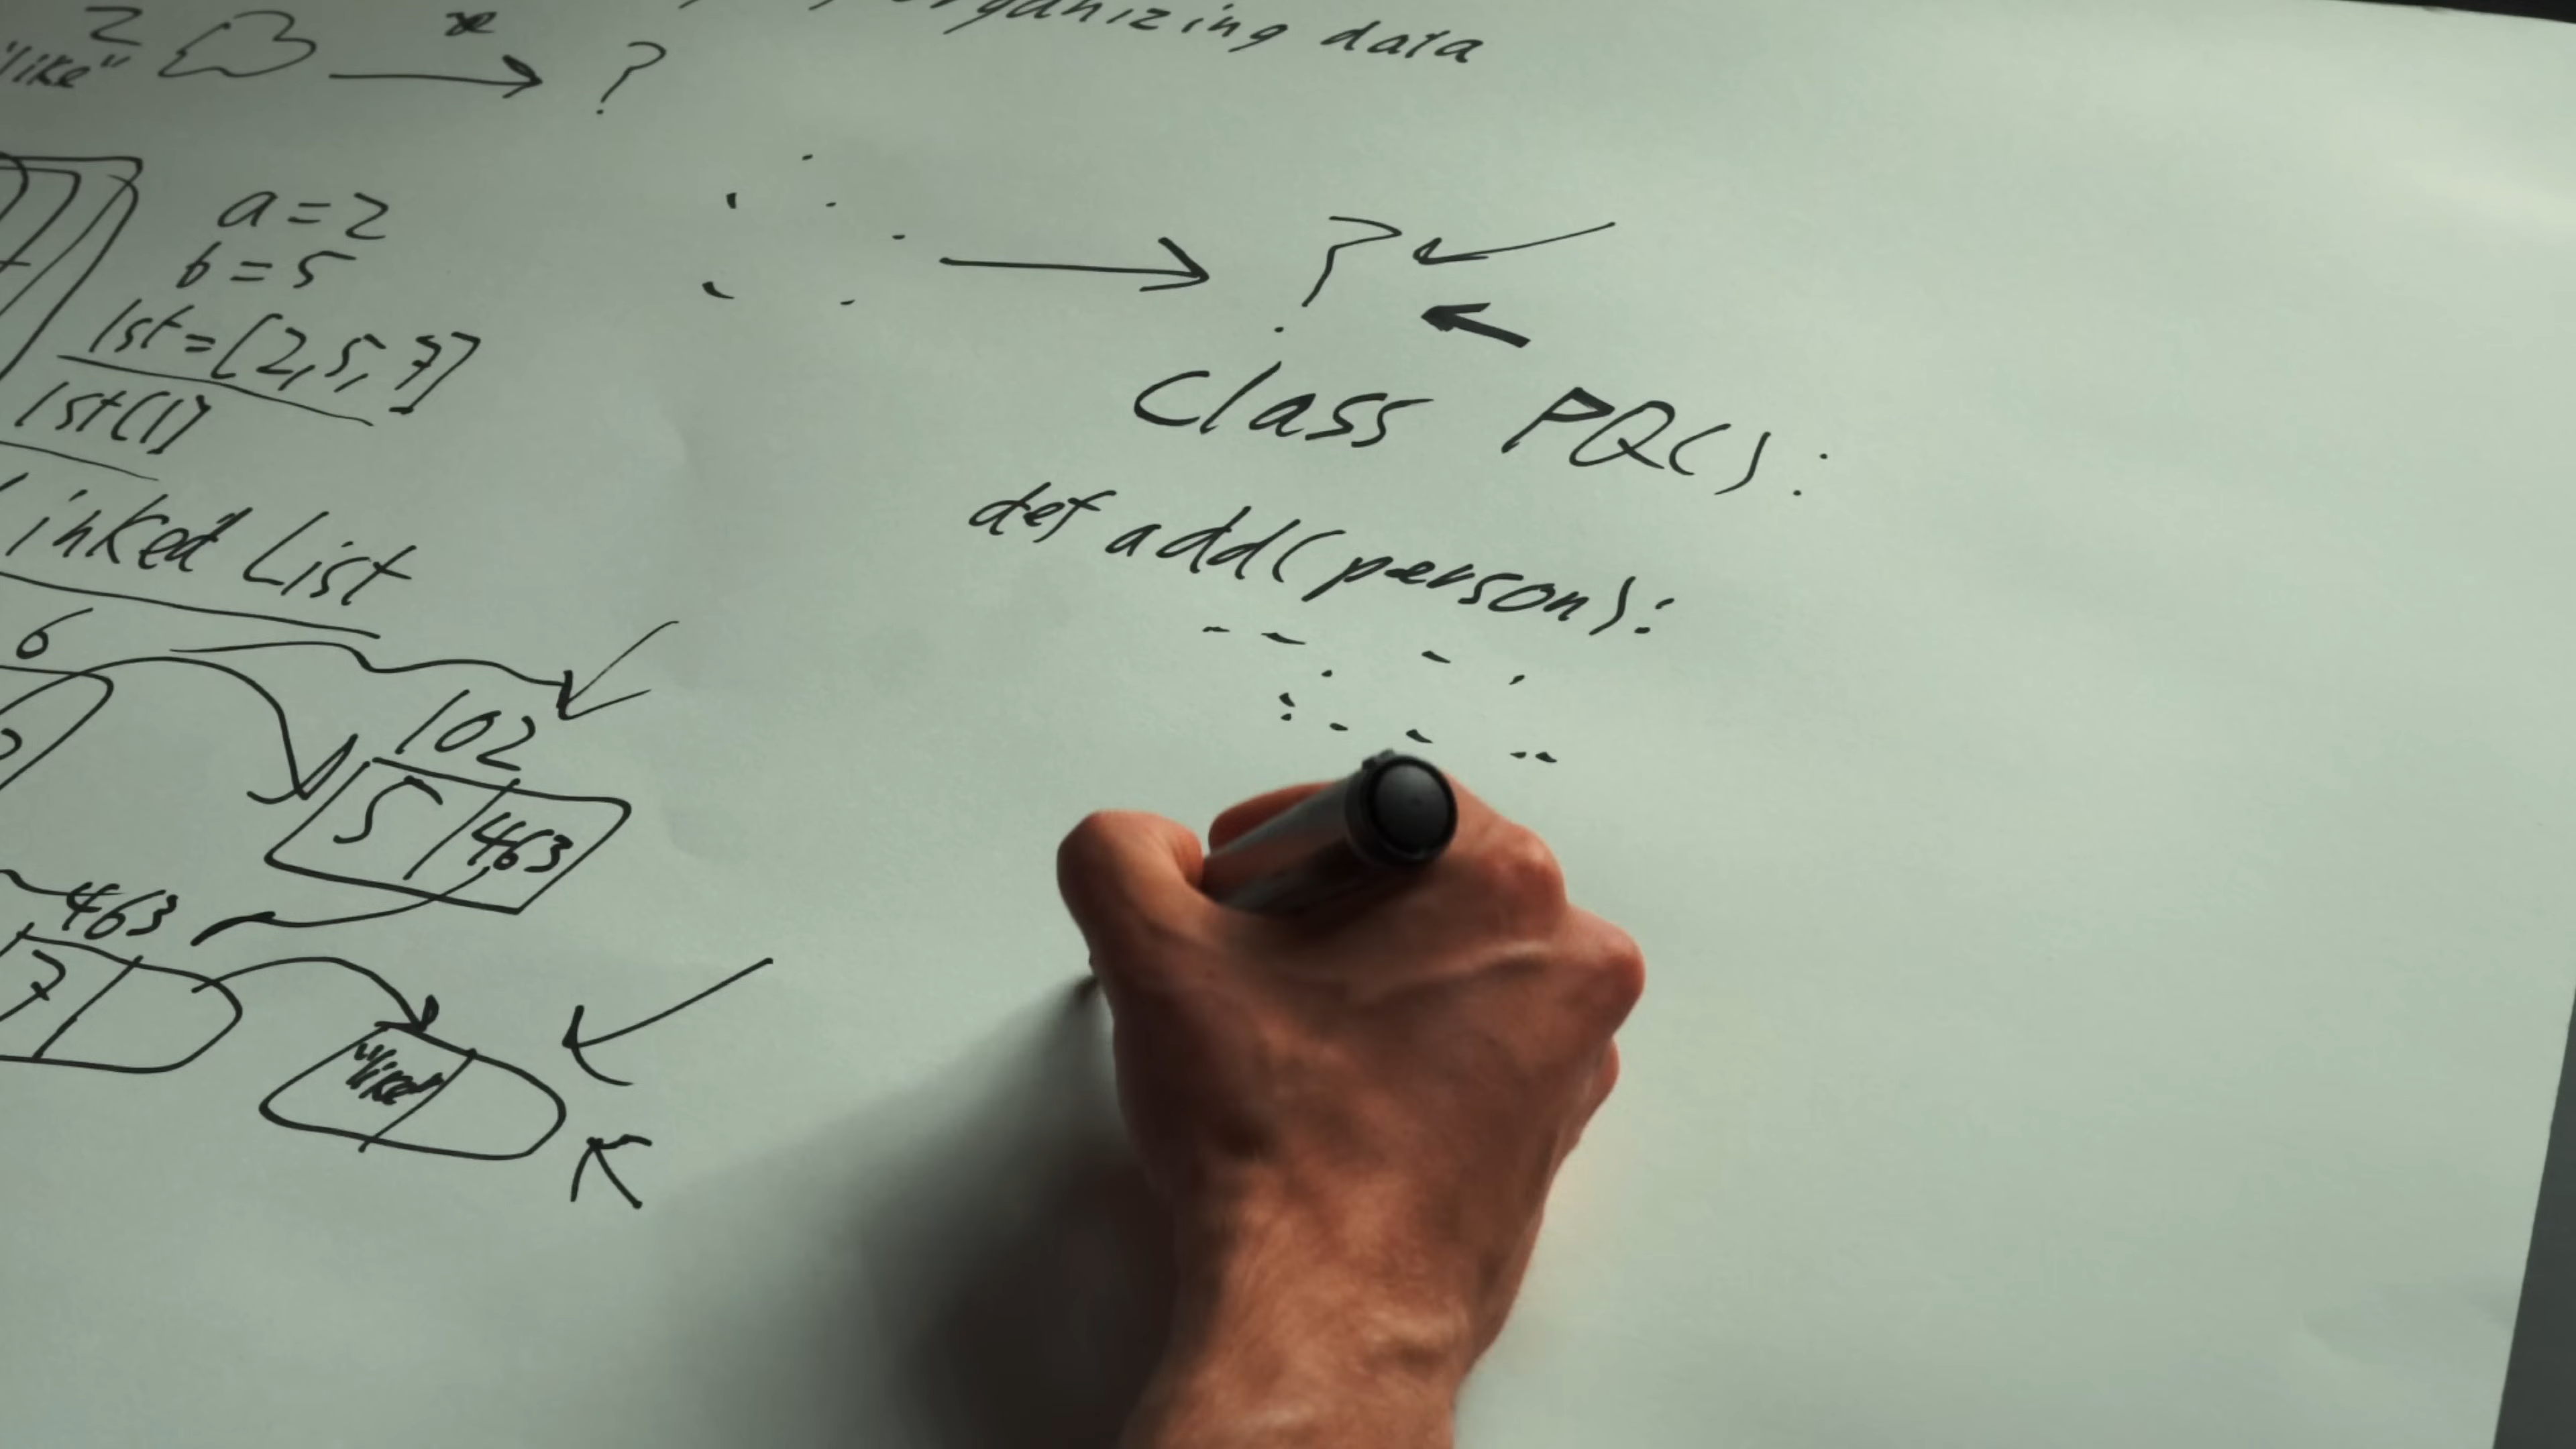 organizing data
2
"like"
x
?
a=2
b=5
lst=[2,5,7]
lst(1)
?
class PQ():
def add(person):
Linked List
6
102
5 463
463
7
"like"